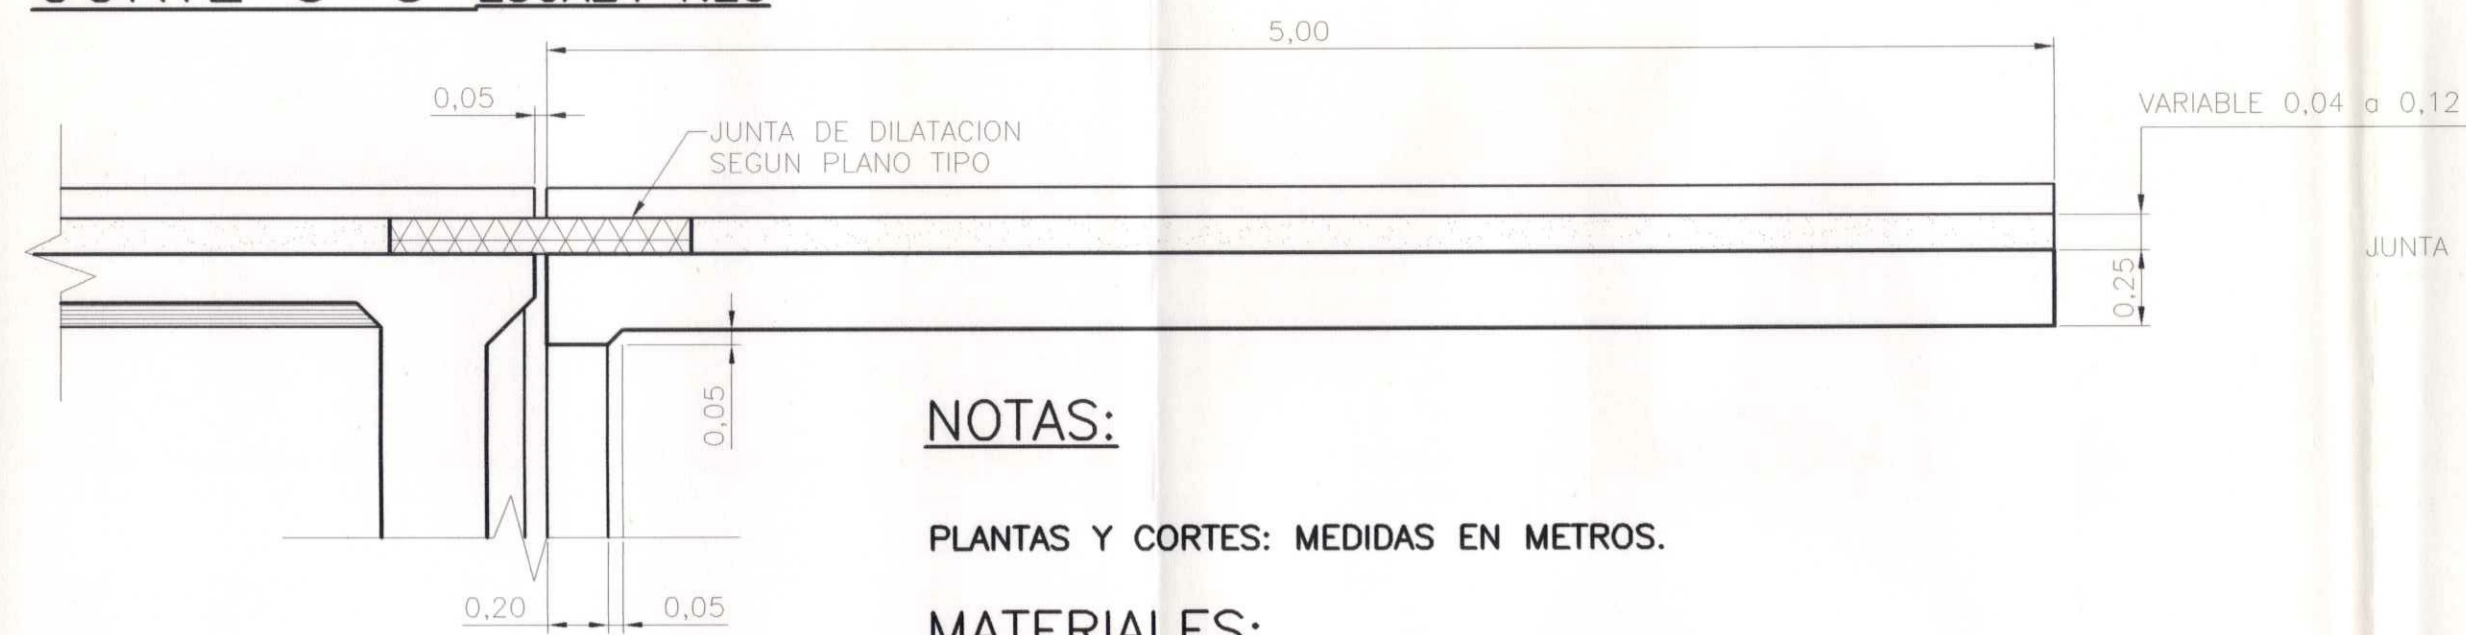 5,00
0,05
VARIABLE 0,04 a 0,12
JUNTA DE DILATACION
SEGUN PLANO TIPO
JUNTA
0,25
0,05
NOTAS:
PLANTAS Y CORTES: MEDIDAS EN METROS.
0,20
0,05
MATERIALES: